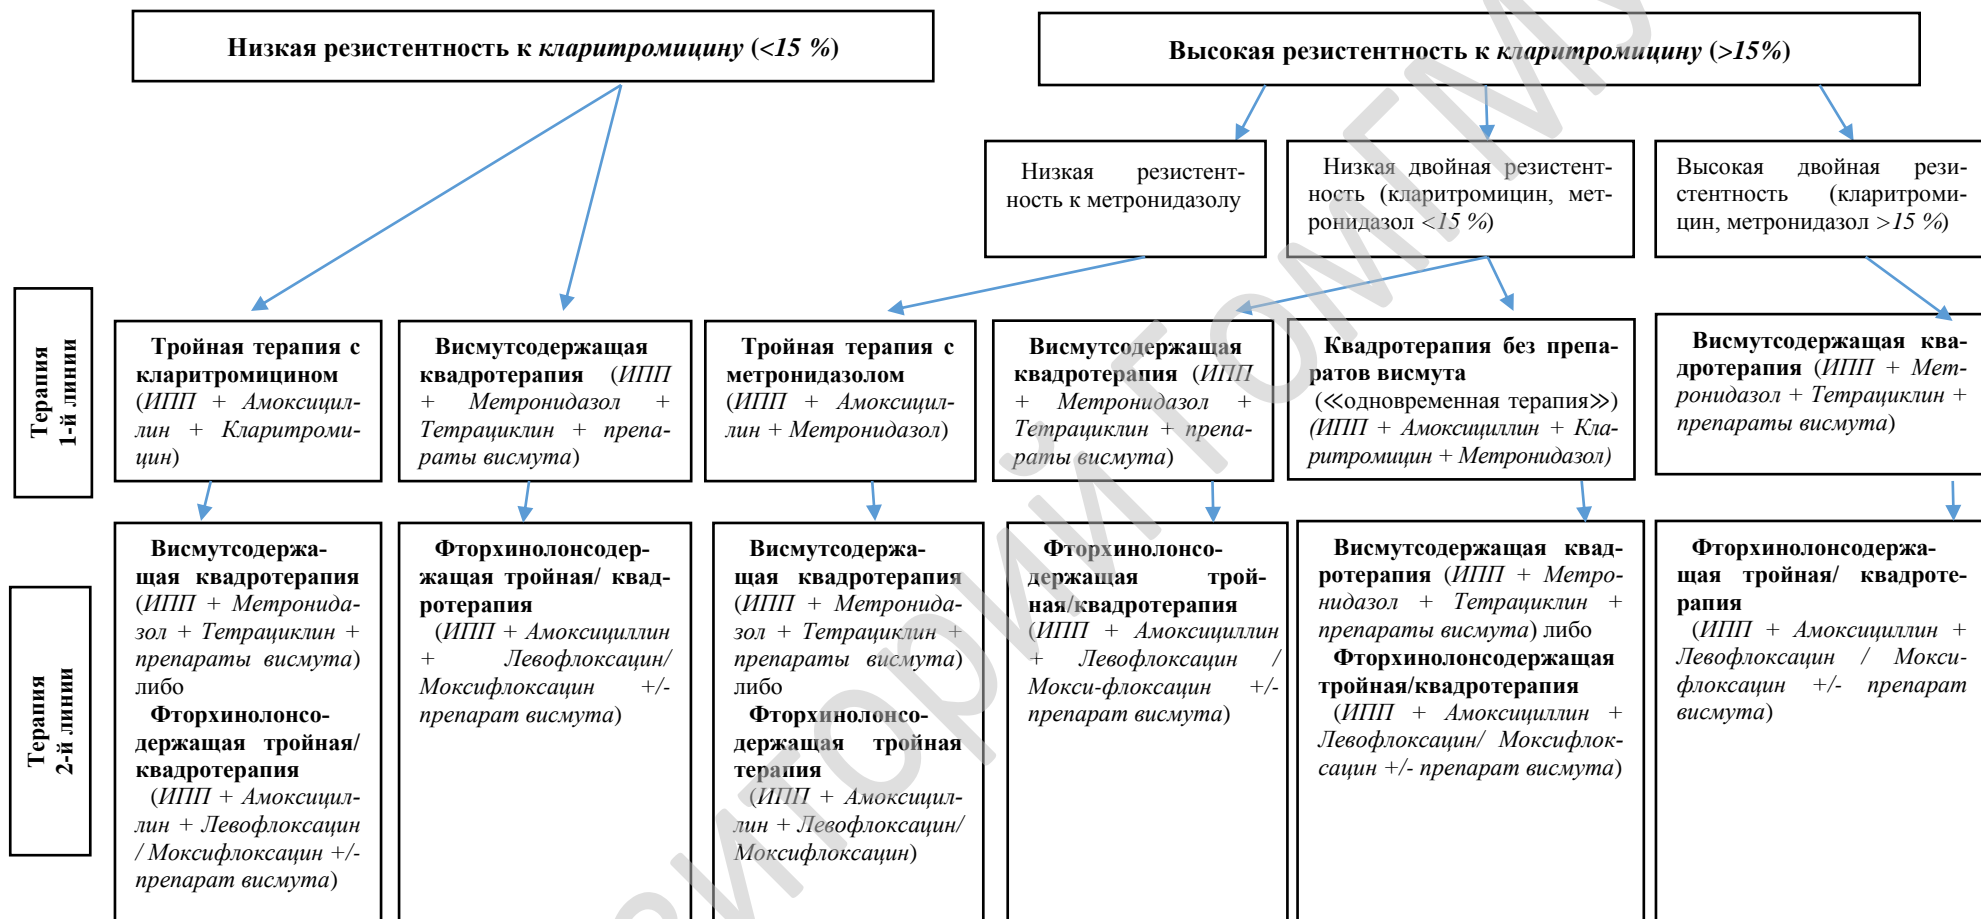 Низкая резистентность к кларитромицину (<15 %)
Высокая резистентность к кларитромицину (>15%)
Низкая резистент-
ность к метронидазолу
Низкая двойная резистент-
ность (кларитромицин, мет-
ронидазол <15 %)
Высокая двойная рези-
стентность (кларитроми-
цин, метронидазол >15 %)
Терапия
1-й линии
Тройная терапия с
кларитромицином
(ИПП + Амоксицил-
лин + Кларитроми-
цин)
Висмутсодержащая
квадротерапия (ИПП
+ Метронидазол +
Тетрациклин + препа-
раты висмута)
Тройная терапия с
метронидазолом
(ИПП + Амоксицил-
лин + Метронидазол)
Висмутсодержащая
квадротерапия (ИПП
+ Метронидазол +
Тетрациклин + препа-
раты висмута)
Квадротерапия без препа-
ратов висмута
(≪одновременная терапия≫)
(ИПП + Амоксициллин + Кла-
ритромицин + Метронидазол)
Висмутсодержащая ква-
дротерапия (ИПП + Мет-
ронидазол + Тетрациклин +
препараты висмута)
Терапия
2-й линии
Висмутсодержа-
щая квадротерапия
(ИПП + Метронида-
зол + Тетрациклин +
препараты висмута)
либо
Фторхинолонсо-
держащая тройная/
квадротерапия
(ИПП + Амоксицил-
лин + Левофлоксацин
/ Моксифлоксацин +/-
препарат висмута)
Фторхинолонсодер-
жащая тройная/ квад-
ротерапия
(ИПП + Амоксициллин
+ Левофлоксацин/
Моксифлоксацин +/-
препарат висмута)
Висмутсодержа-
щая квадротерапия
(ИПП + Метронида-
зол + Тетрациклин +
препараты висмута)
либо
Фторхинолонсо-
держащая тройная
терапия
(ИПП + Амоксицил-
лин + Левофлоксацин/
Моксифлоксацин)
Фторхинолонсо-
держащая трой-
ная/квадротерапия
(ИПП + Амоксициллин
+ Левофлоксацин /
Мокси-флоксацин +/-
препарат висмута)
Висмутсодержащая квад-
ротерапия (ИПП + Метро-
нидазол + Тетрациклин +
препараты висмута) либо
Фторхинолонсодержащая
тройная/квадротерапия
(ИПП + Амоксициллин +
Левофлоксацин/ Моксифлок-
сацин +/- препарат висмута)
Фторхинолонсодержа-
щая тройная/ квадроте-
рапия
(ИПП + Амоксициллин +
Левофлоксацин / Мокси-
флоксацин +/- препарат
висмута)